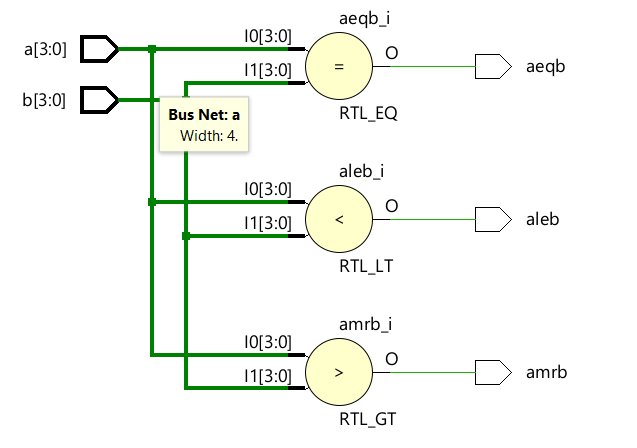 aeqb_i
a[3:0]
I0[3:0]
O
=
aeqb
I1[3:0]
b[3:0]
RTL_EQ
Bus Net: a
Width: 4.
aleb_i
I0[3:0]
O
<
aleb
I1[3:0]
RTL_LT
amrb_i
I0[3:0]
O
>
amrb
I1[3:0]
RTL_GT